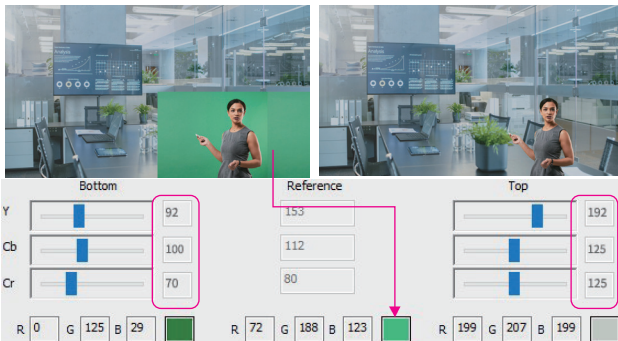 Bottom Reference Top
Y 92 153 192
Cb 100 112 125
Cr 70 80 125
R 0 G 125 B 29 R 72 G 188 B 123 R 199 G 207 B 199